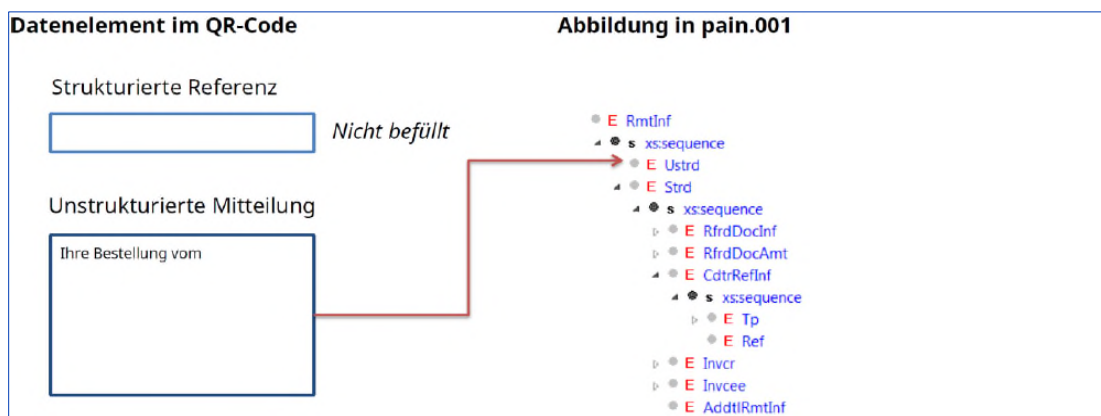 Datenelement im QR-Code
Abbildung in pain.001
Strukturierte Referenz
Nicht befüllt
Unstrukturierte Mitteilung
Ihre Bestellung vom
E RmtInf
s xs:sequence
E Ustrd
E Strd
s xs:sequence
E RfrdDocInf
E RfrdDocAmt
E CdtrRefInf
s xs:sequence
E Tp
E Ref
E Invcr
E Invcee
E AddtlRmtInf